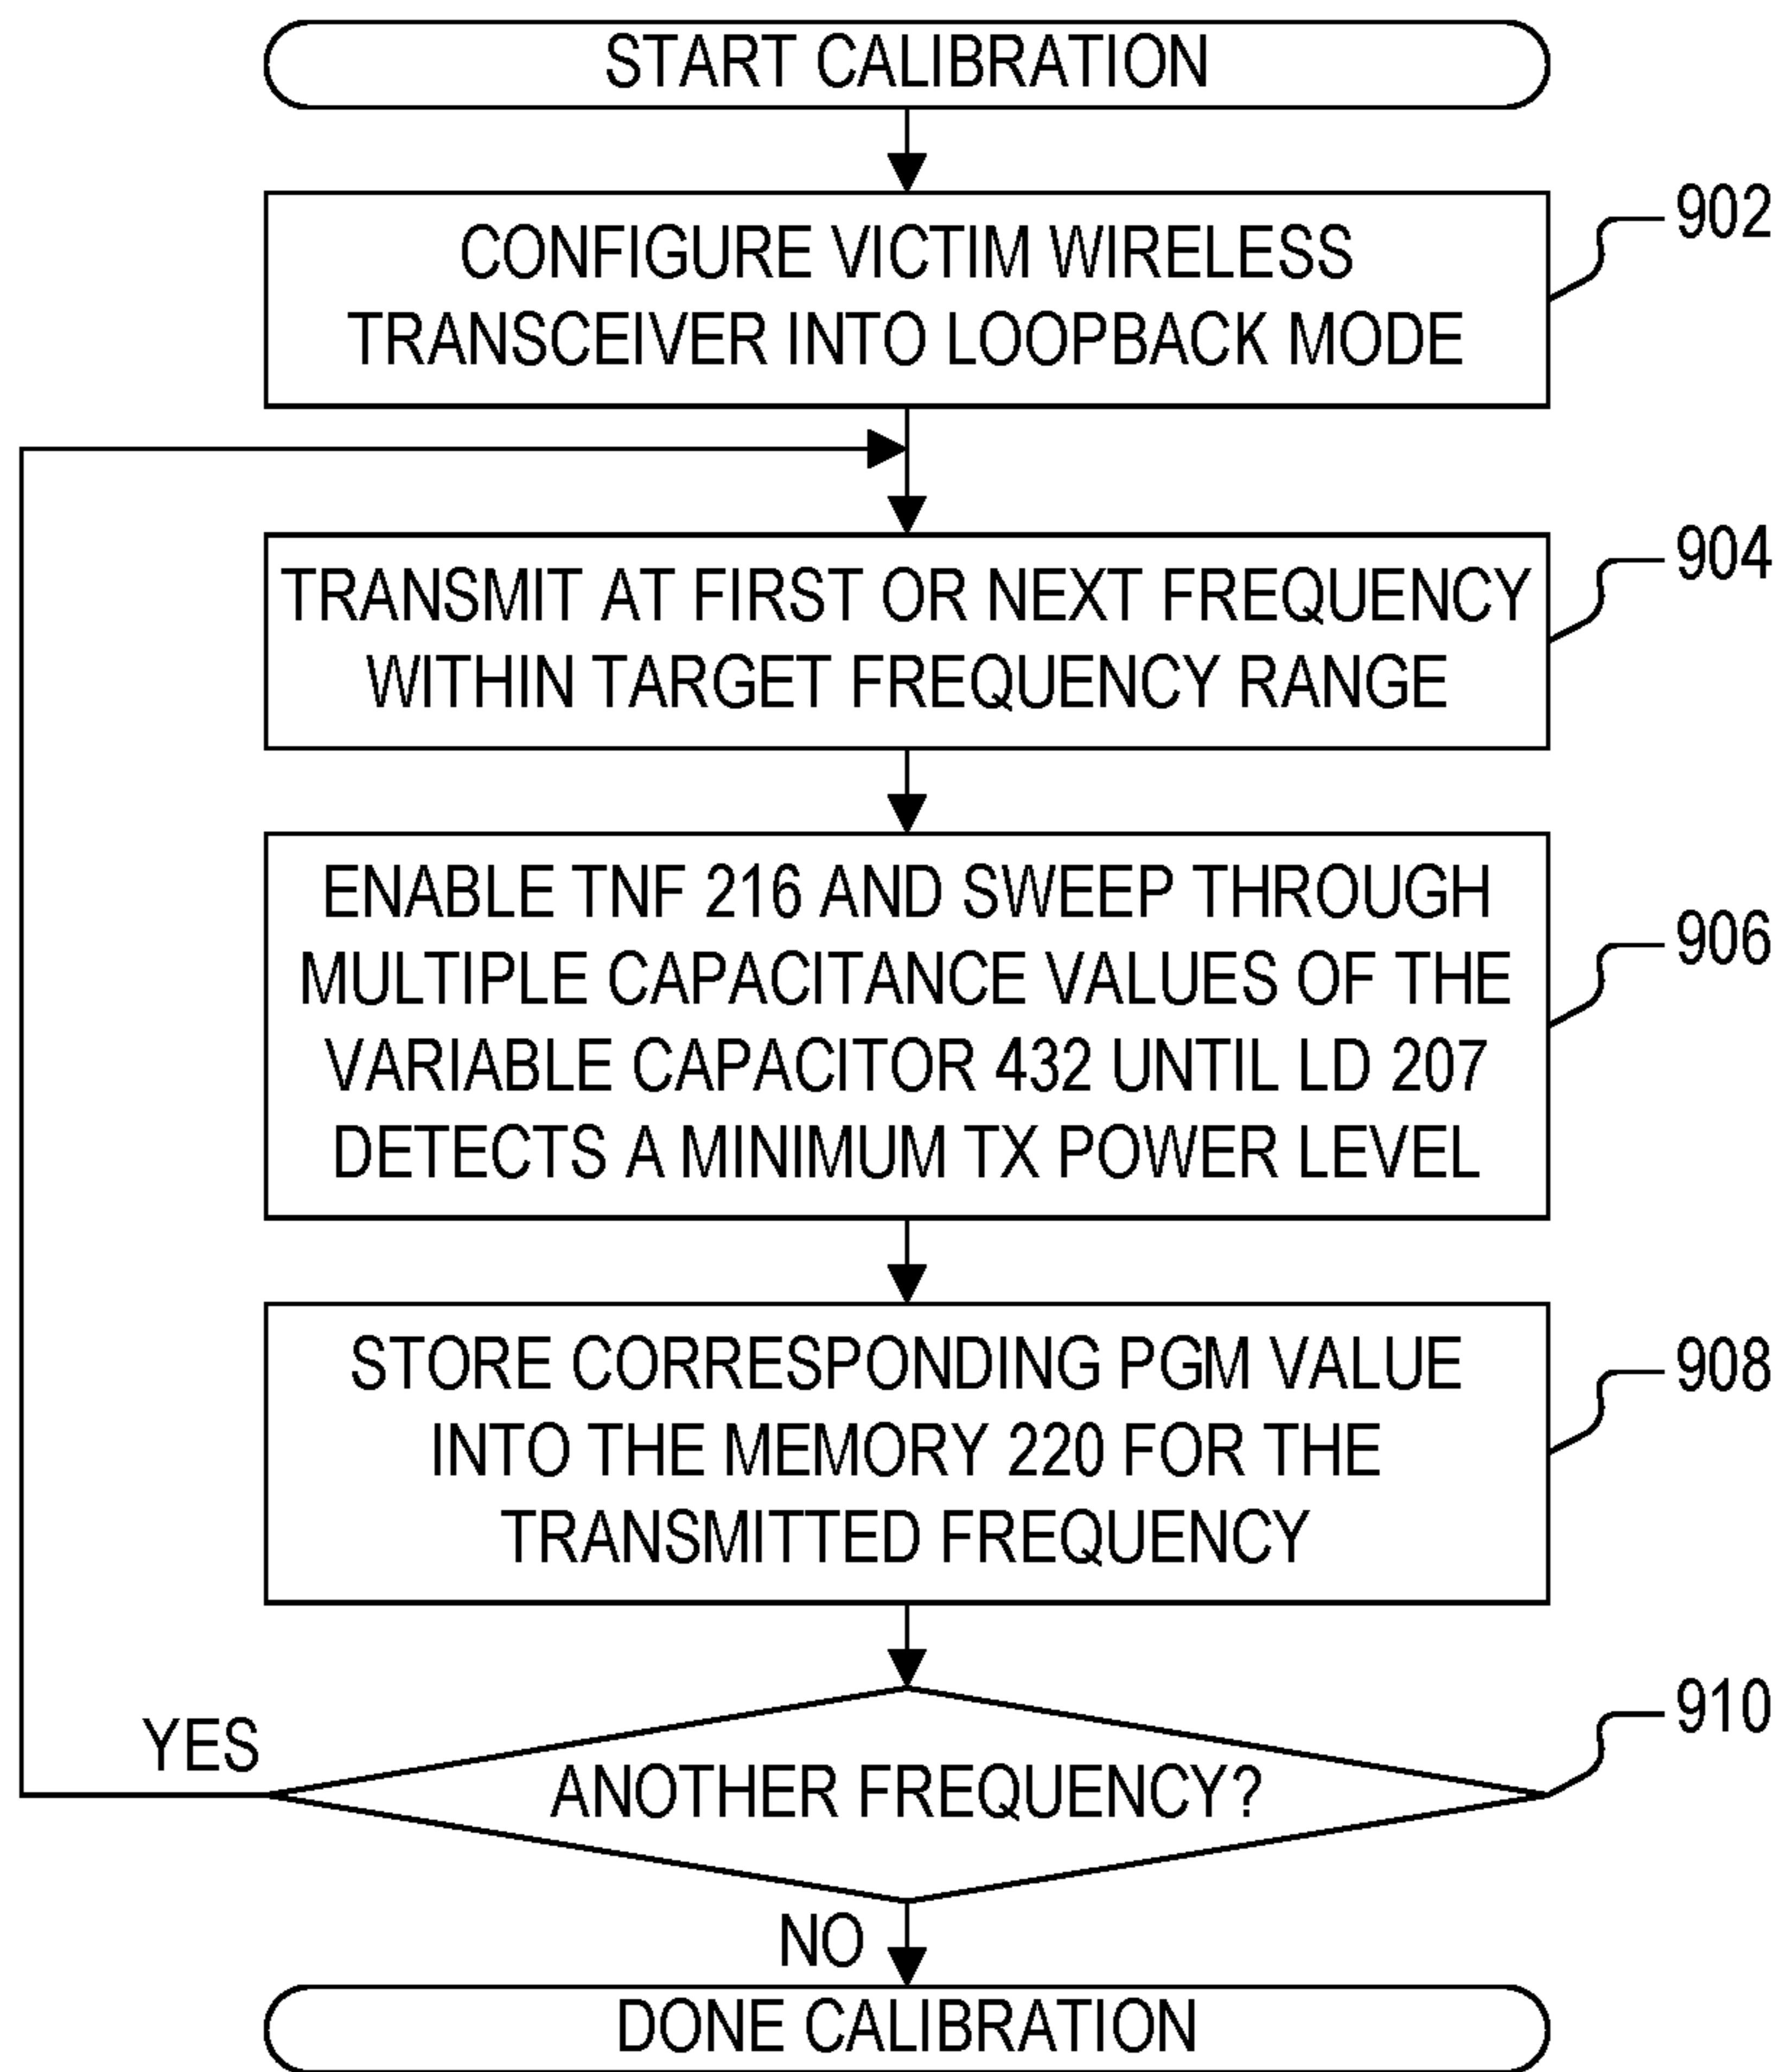 START CALIBRATION
CONFIGURE VICTIM WIRELESS
TRANSCEIVER INTO LOOPBACK MODE
902
TRANSMIT AT FIRST OR NEXT FREQUENCY
WITHIN TARGET FREQUENCY RANGE
904
ENABLE TNF 216 AND SWEEP THROUGH
MULTIPLE CAPACITANCE VALUES OF THE
VARIABLE CAPACITOR 432 UNTIL LD 207
DETECTS A MINIMUM TX POWER LEVEL
906
STORE CORRESPONDING PGM VALUE
INTO THE MEMORY 220 FOR THE
TRANSMITTED FREQUENCY
908
YES
ANOTHER FREQUENCY?
910
NO
DONE CALIBRATION